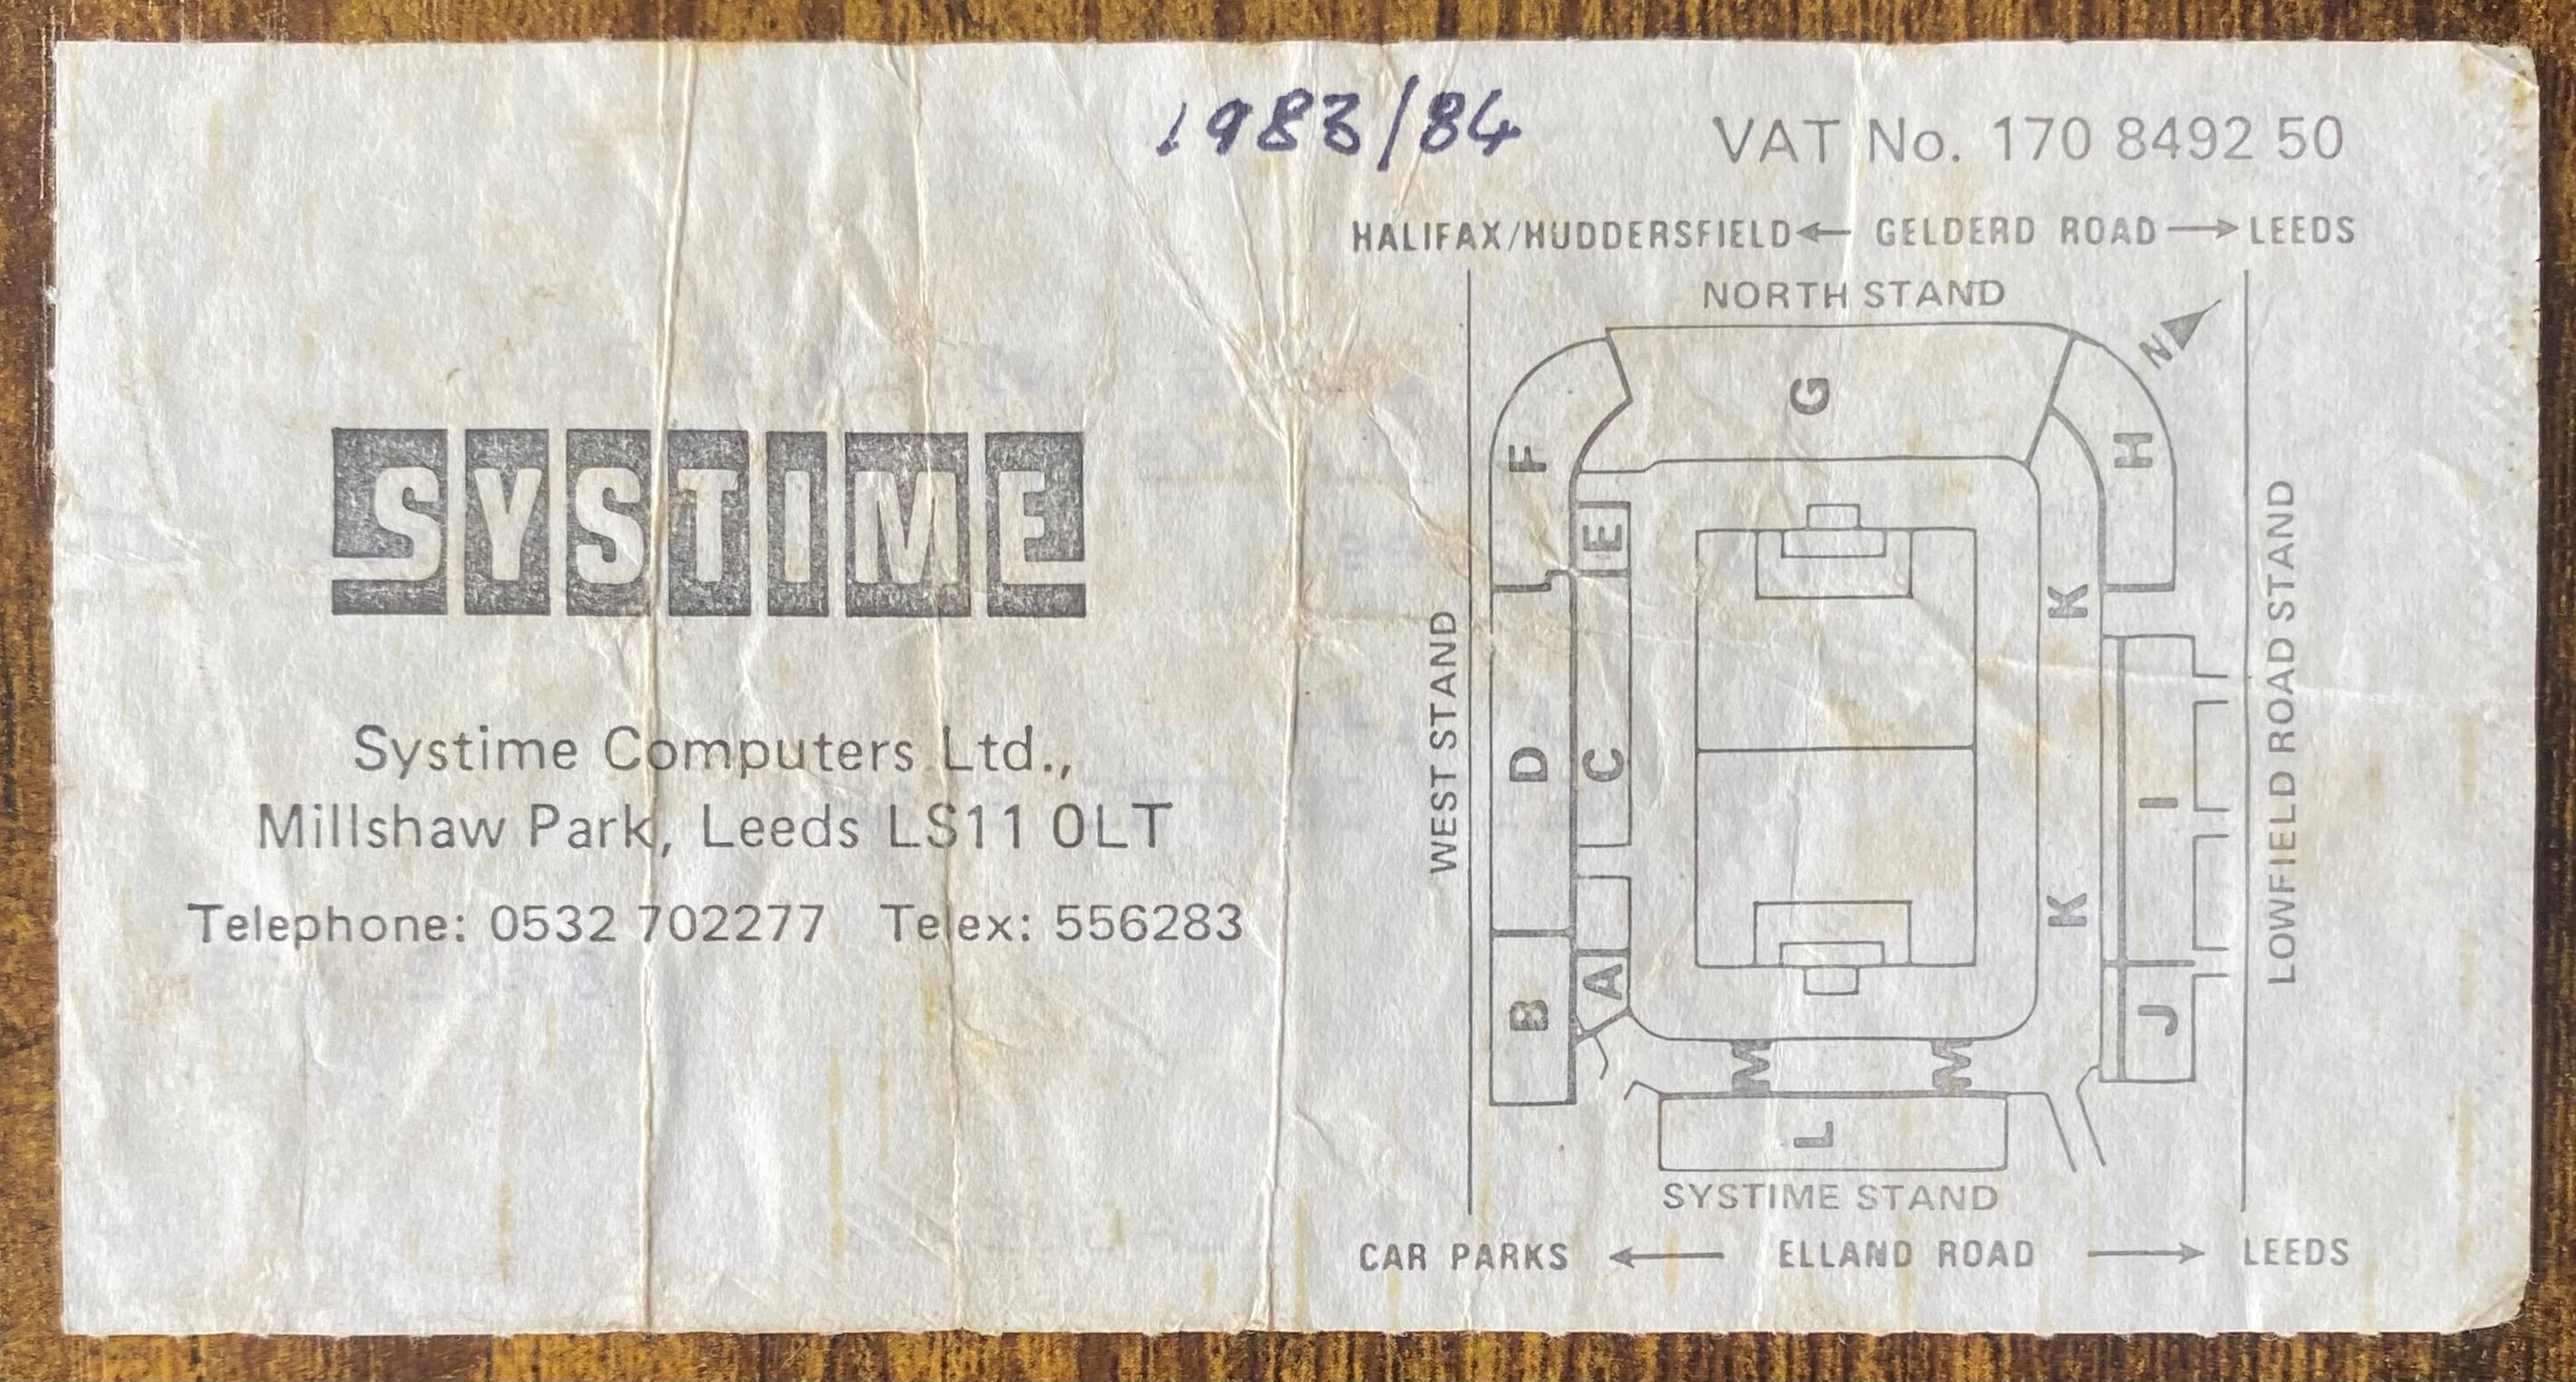 1983/84
VAT No. 170 8492 50
SYSTIME
Systime Computers Ltd.,
Millshaw Park, Leeds LS11 0LT
Telephone: 0532 702277 Telex: 556283
HALIFAX/HUDDERSFIELD ← GELDERD ROAD → LEEDS
NORTH STAND
N
G
F
H
E
K
WEST STAND
LOWFIELD ROAD STAND
D
C
I
K
A
B
J
M
M
L
SYSTIME STAND
CAR PARKS ← ELLAND ROAD → LEEDS